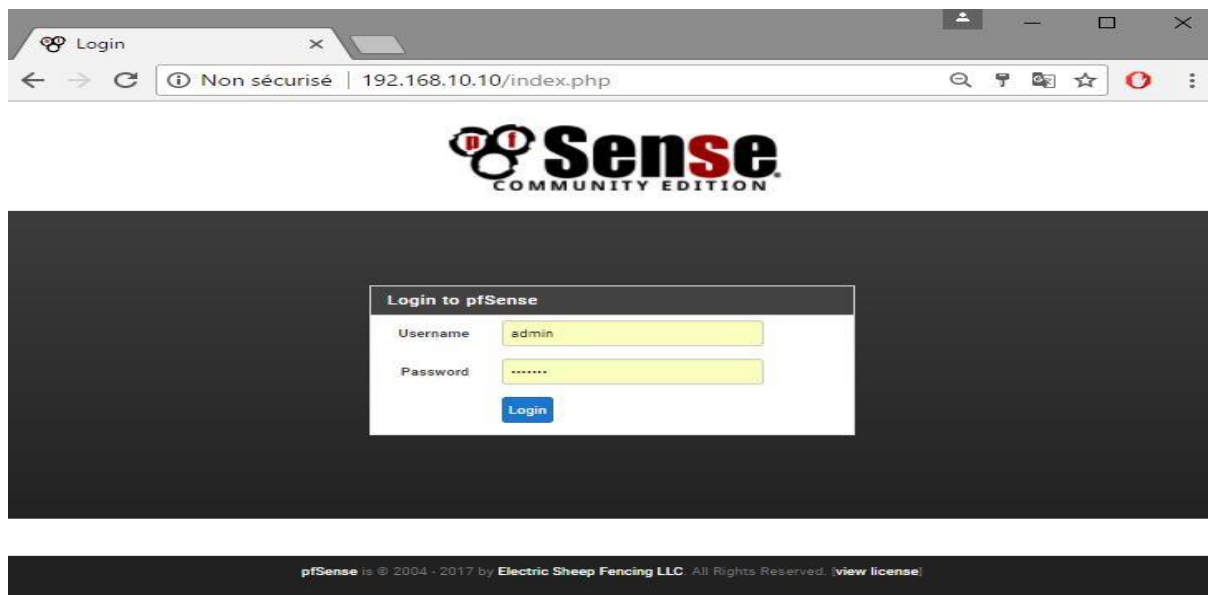 Login
Non sécurisé | 192.168.10.10/index.php
pf Sense
COMMUNITY EDITION
Login to pfSense
Username admin
Password ·······
Login
pfSense is © 2004 - 2017 by Electric Sheep Fencing LLC. All Rights Reserved. [view license]